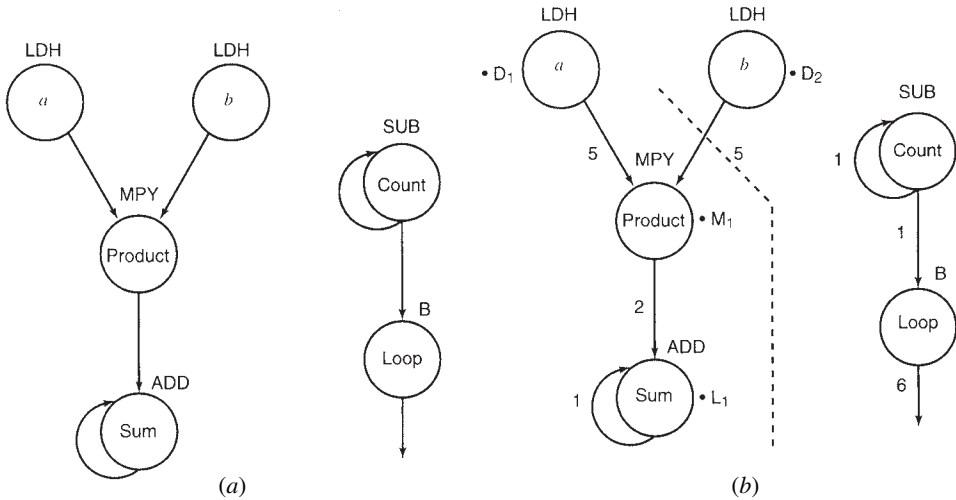 LDH
a
LDH
b
MPY
Product
ADD
Sum
SUB
Count
B
Loop
(a)
LDH
• D1
a
LDH
b
• D2
5
5
MPY
Product
• M1
2
ADD
1
Sum
• L1
SUB
1
Count
1
B
Loop
6
(b)